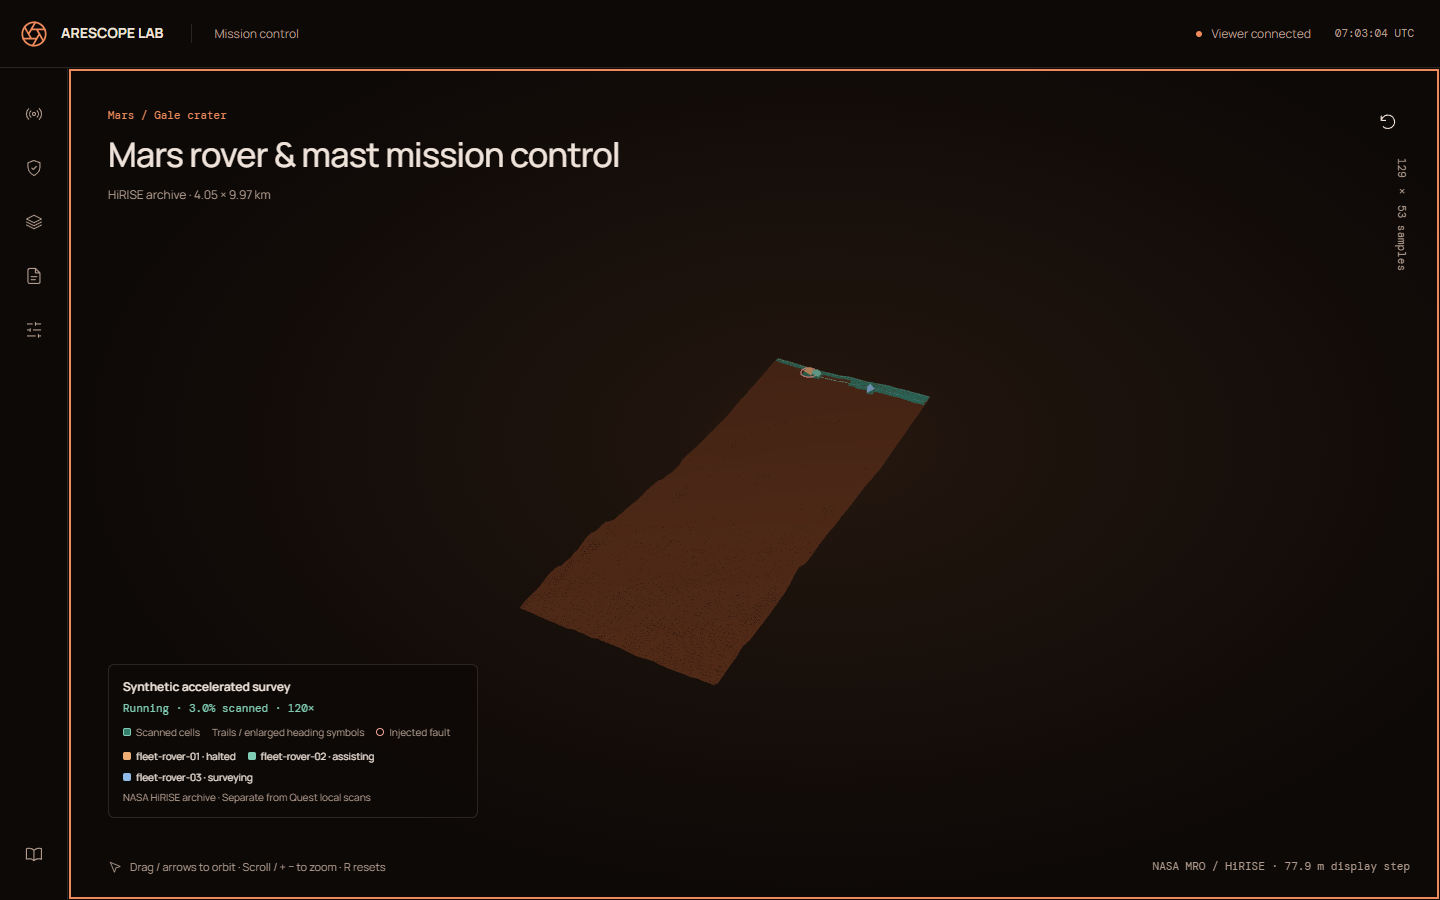 ARESCOPE LAB
Mission control
Viewer connected
07:03:04 UTC
Mars / Gale crater
Mars rover & mast mission control
HiRISE archive · 4.05 × 9.97 km
129 × 53 samples
Synthetic accelerated survey
Running · 3.0% scanned · 120×
Scanned cells Trails / enlarged heading symbols Injected fault
fleet-rover-01 · halted fleet-rover-02 · assisting
fleet-rover-03 · surveying
NASA HiRISE archive · Separate from Quest local scans
Drag / arrows to orbit · Scroll / + − to zoom · R resets
NASA MRO / HiRISE · 77.9 m display step